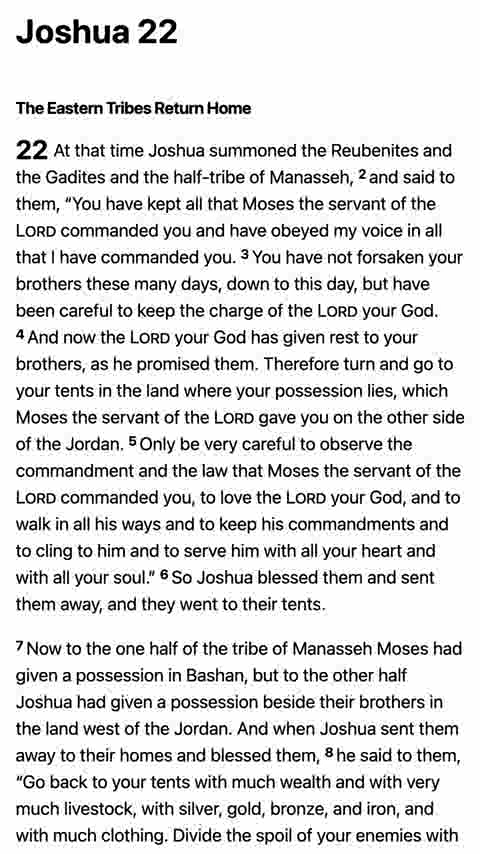 Joshua 22
The Eastern Tribes Return Home
22 At that time Joshua summoned the Reubenites and
the Gadites and the half-tribe of Manasseh, 2 and said to
them, “You have kept all that Moses the servant of the
LORD commanded you and have obeyed my voice in all
that I have commanded you. 3 You have not forsaken your
brothers these many days, down to this day, but have
been careful to keep the charge of the LORD your God.
4 And now the LORD your God has given rest to your
brothers, as he promised them. Therefore turn and go to
your tents in the land where your possession lies, which
Moses the servant of the LORD gave you on the other side
of the Jordan. 5 Only be very careful to observe the
commandment and the law that Moses the servant of the
LORD commanded you, to love the LORD your God, and to
walk in all his ways and to keep his commandments and
to cling to him and to serve him with all your heart and
with all your soul.” 6 So Joshua blessed them and sent
them away, and they went to their tents.
7 Now to the one half of the tribe of Manasseh Moses had
given a possession in Bashan, but to the other half
Joshua had given a possession beside their brothers in
the land west of the Jordan. And when Joshua sent them
away to their homes and blessed them, 8 he said to them,
“Go back to your tents with much wealth and with very
much livestock, with silver, gold, bronze, and iron, and
with much clothing. Divide the spoil of your enemies with